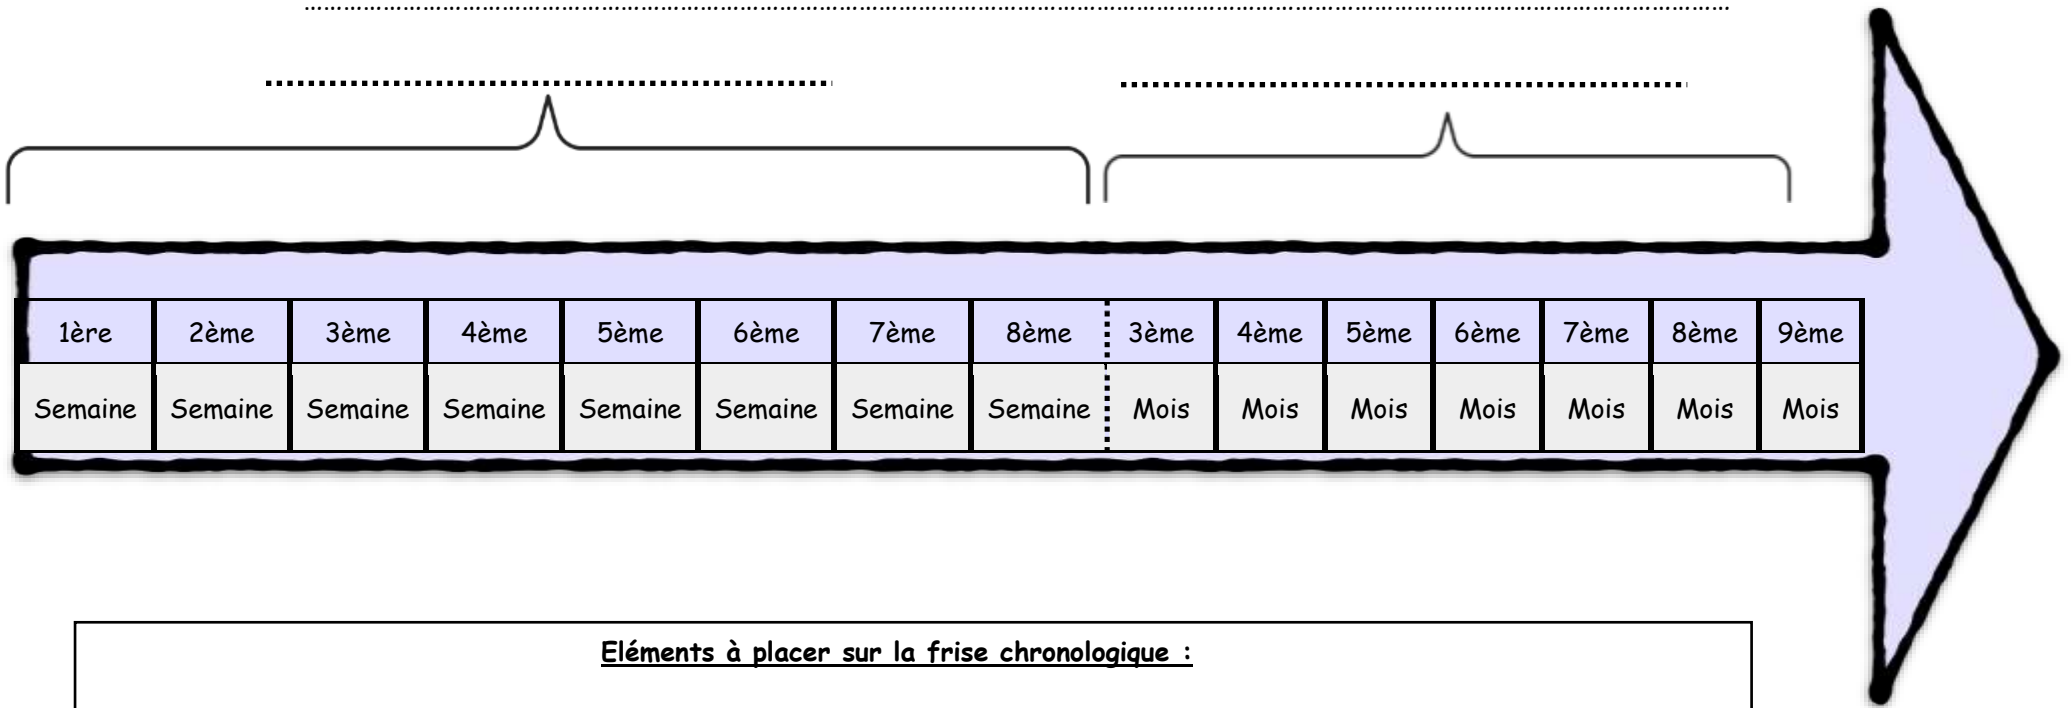 ........................................................................................................................
............................................................ ............................................................
1ère 2ème 3ème 4ème 5ème 6ème 7ème 8ème 3ème 4ème 5ème 6ème 7ème 8ème 9ème
Semaine Semaine Semaine Semaine Semaine Semaine Semaine Semaine Mois Mois Mois Mois Mois Mois Mois
Eléments à placer sur la frise chronologique :